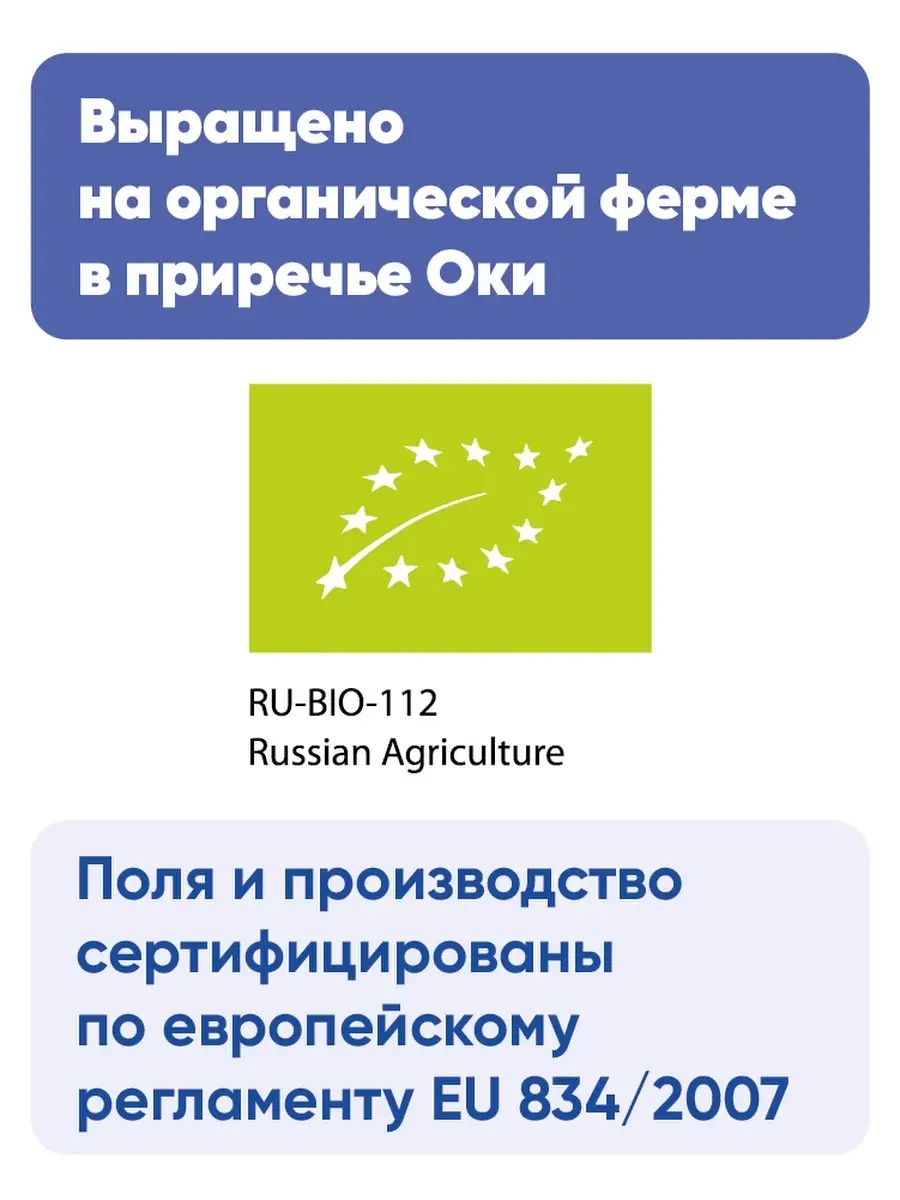 Выращено
на органической ферме
в приречье Оки
RU-BIO-112
Russian Agriculture
Поля и производство
сертифицированы
по европейскому
регламенту EU 834/2007